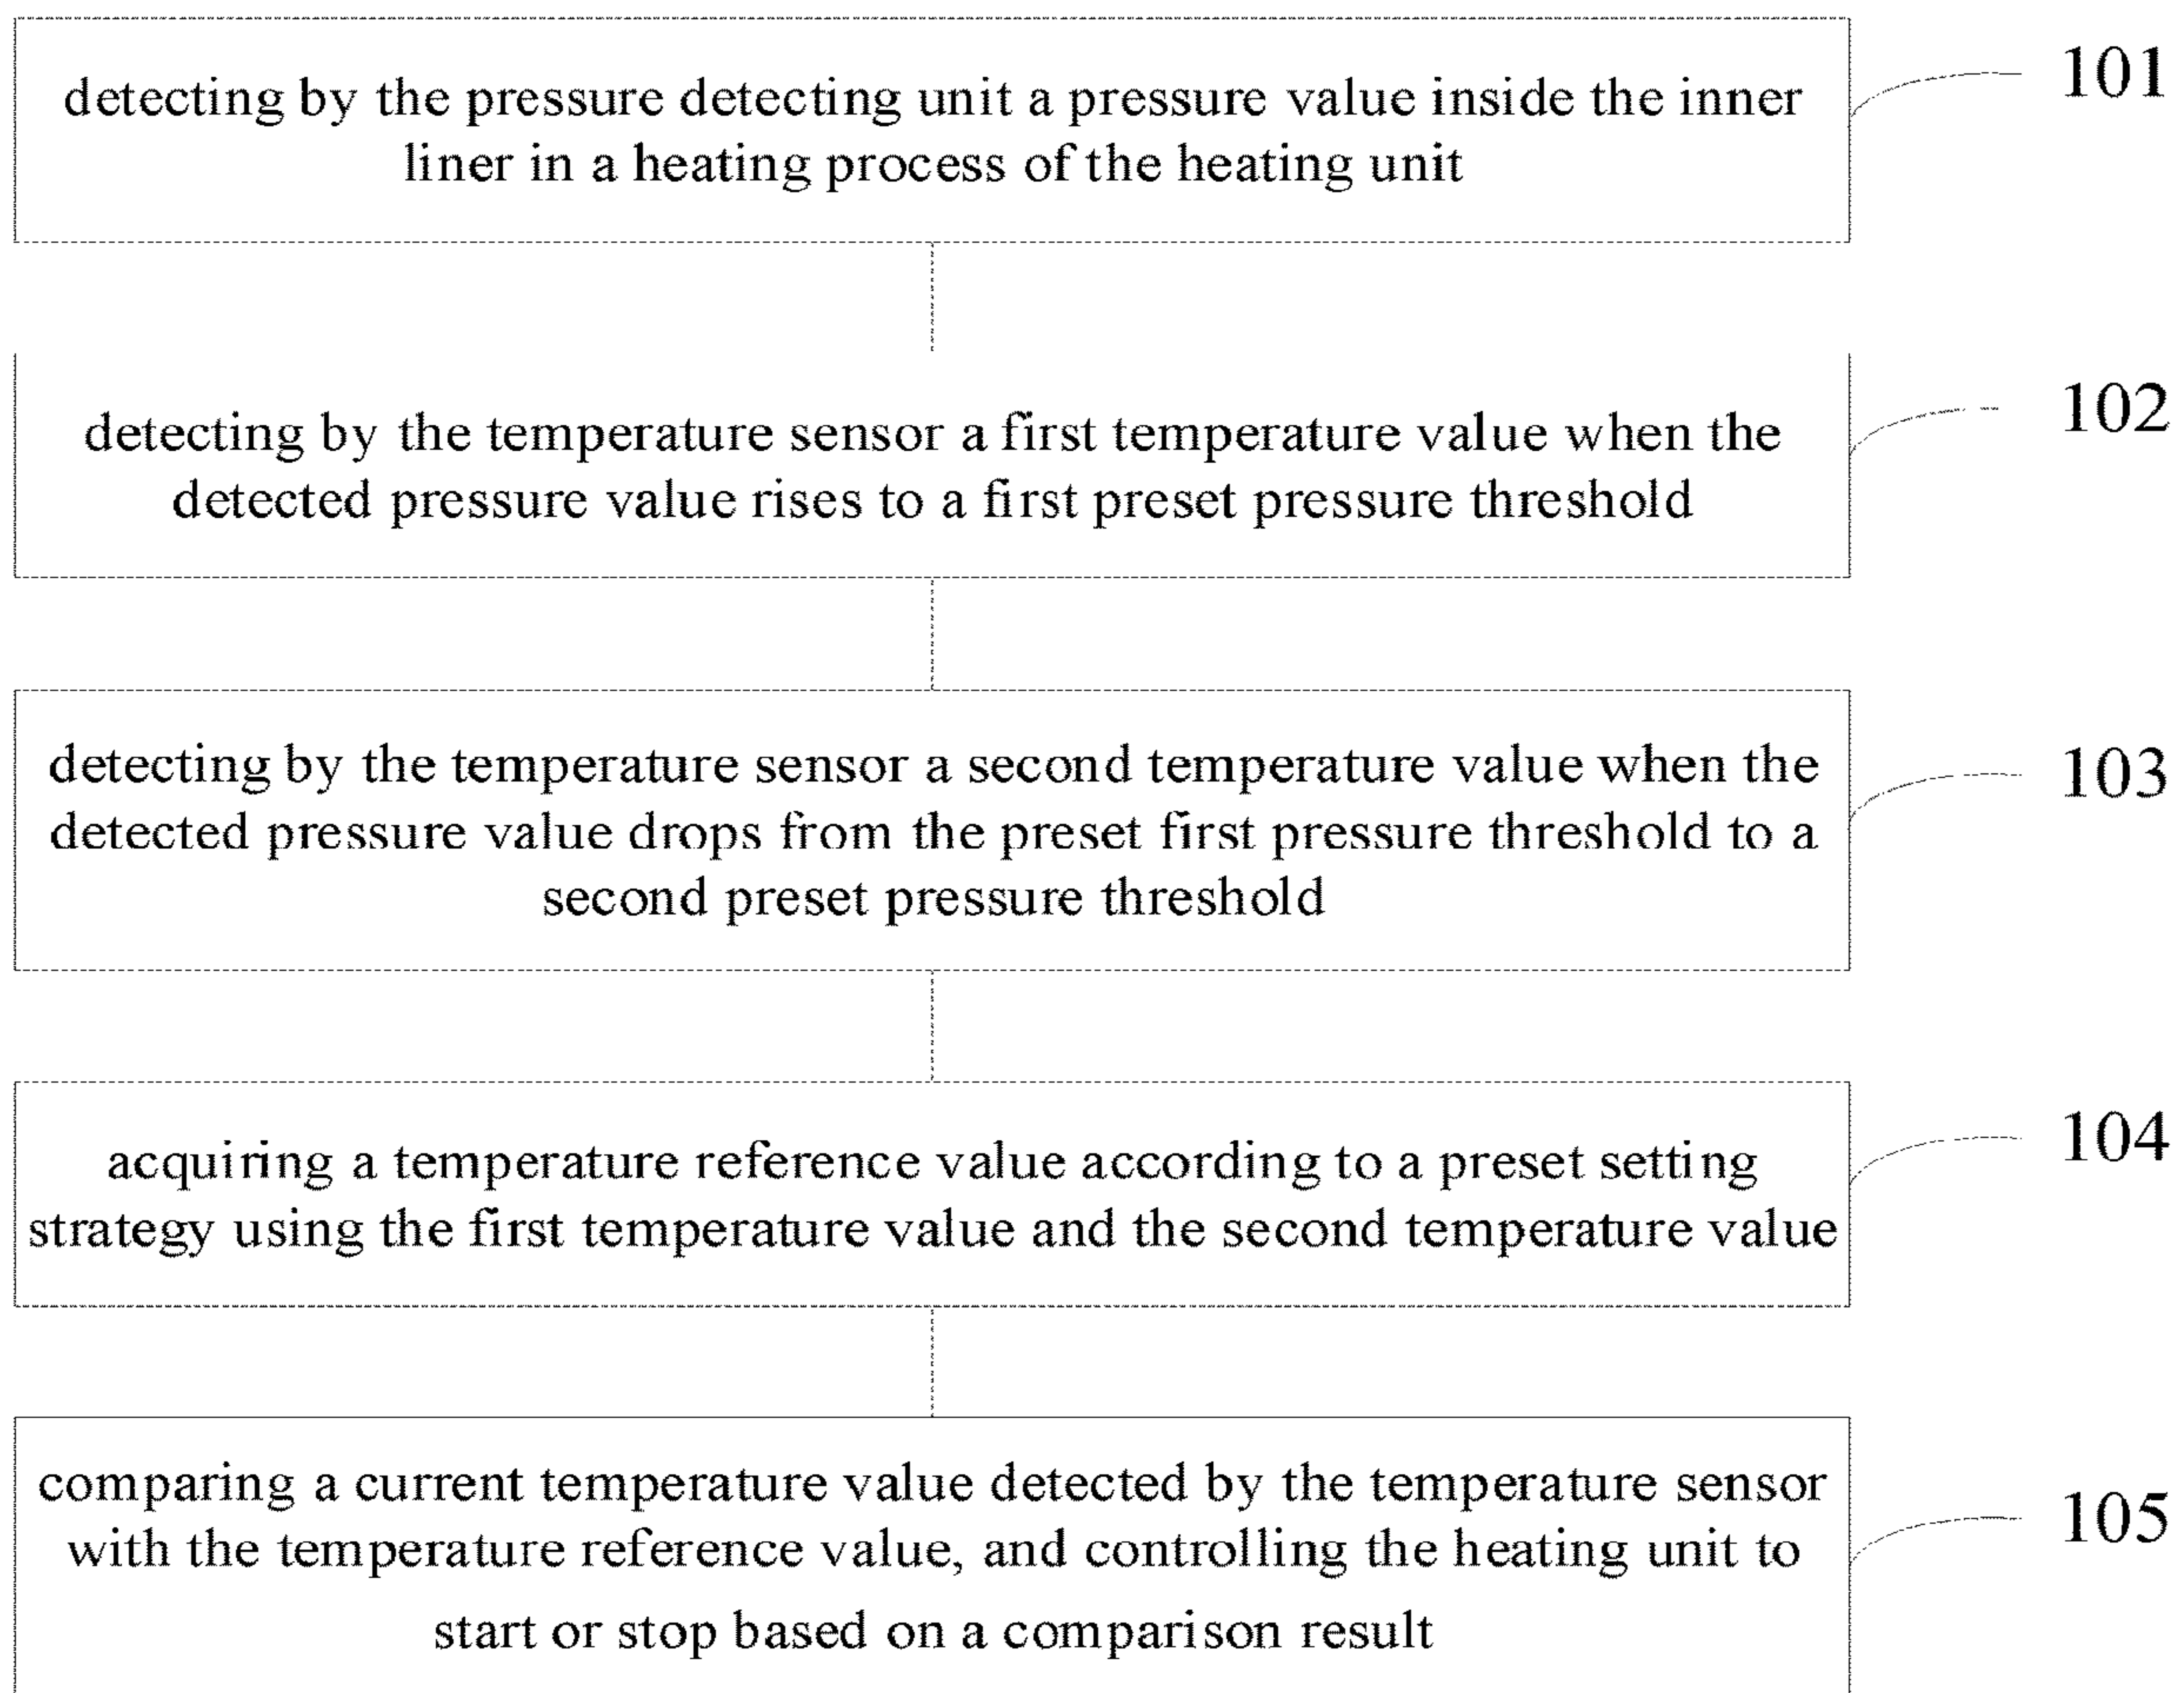 detecting by the pressure detecting unit a pressure value inside the inner
liner in a heating process of the heating unit
101
detecting by the temperature sensor a first temperature value when the
detected pressure value rises to a first preset pressure threshold
102
detecting by the temperature sensor a second temperature value when the
detected pressure value drops from the preset first pressure threshold to a
second preset pressure threshold
103
acquiring a temperature reference value according to a preset setting
strategy using the first temperature value and the second temperature value
104
comparing a current temperature value detected by the temperature sensor
with the temperature reference value, and controlling the heating unit to
start or stop based on a comparison result
105